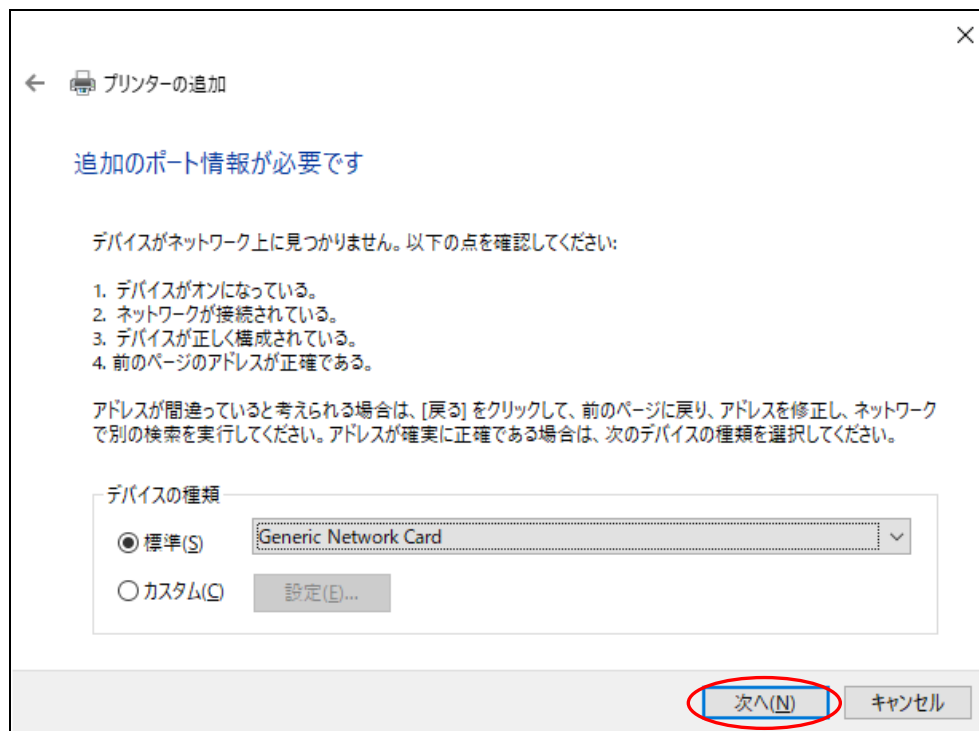 プリンターの追加
追加のポート情報が必要です
デバイスがネットワーク上に見つかりません。以下の点を確認してください:
1. デバイスがオンになっている。
2. ネットワークが接続されている。
3. デバイスが正しく構成されている。
4. 前のページのアドレスが正確である。
アドレスが間違っていると考えられる場合は、[戻る] をクリックして、前のページに戻り、アドレスを修正し、ネットワーク
で別の検索を実行してください。アドレスが確実に正確である場合は、次のデバイスの種類を選択してください。
デバイスの種類
標準(S)
Generic Network Card
カスタム(C)
設定(E)...
次へ(N)
キャンセル